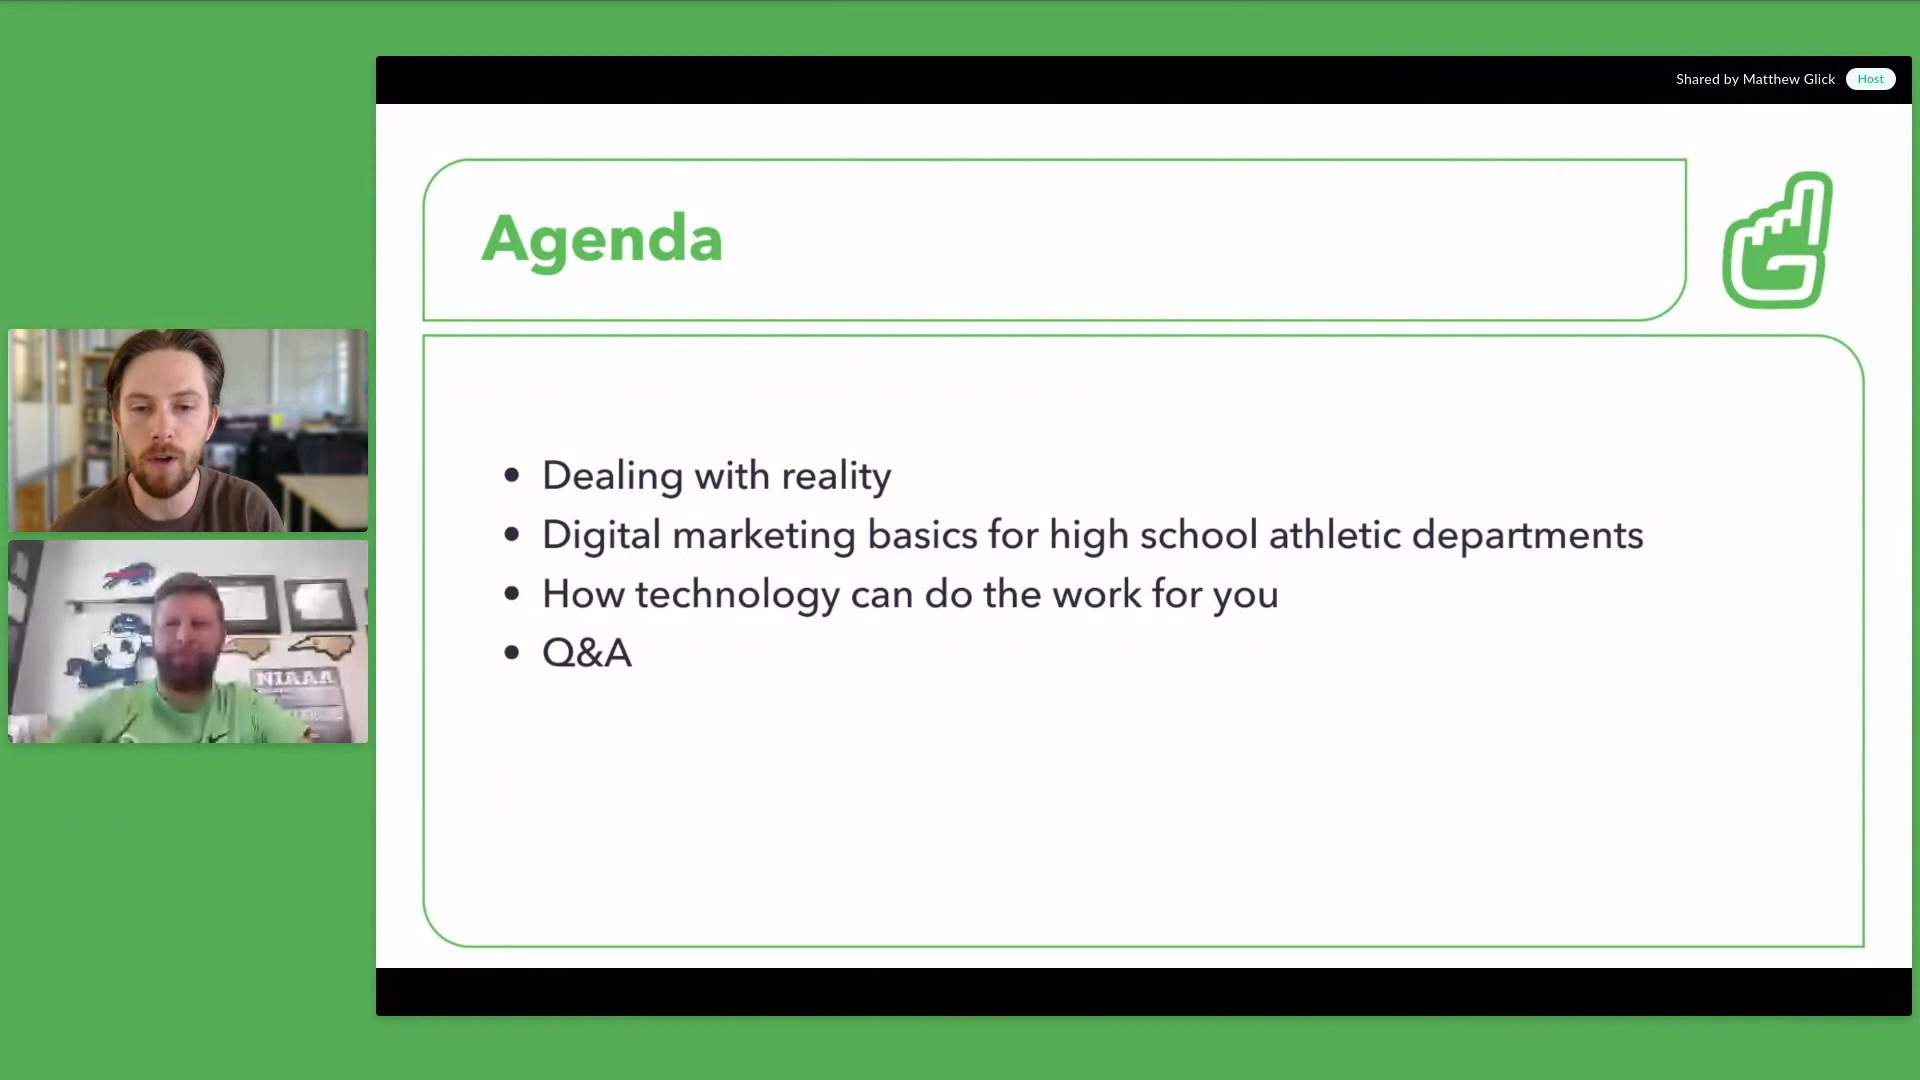 Shared by Matthew Glick Host
Agenda
• Dealing with reality
• Digital marketing basics for high school athletic departments
• How technology can do the work for you
• Q&A
NIAAA